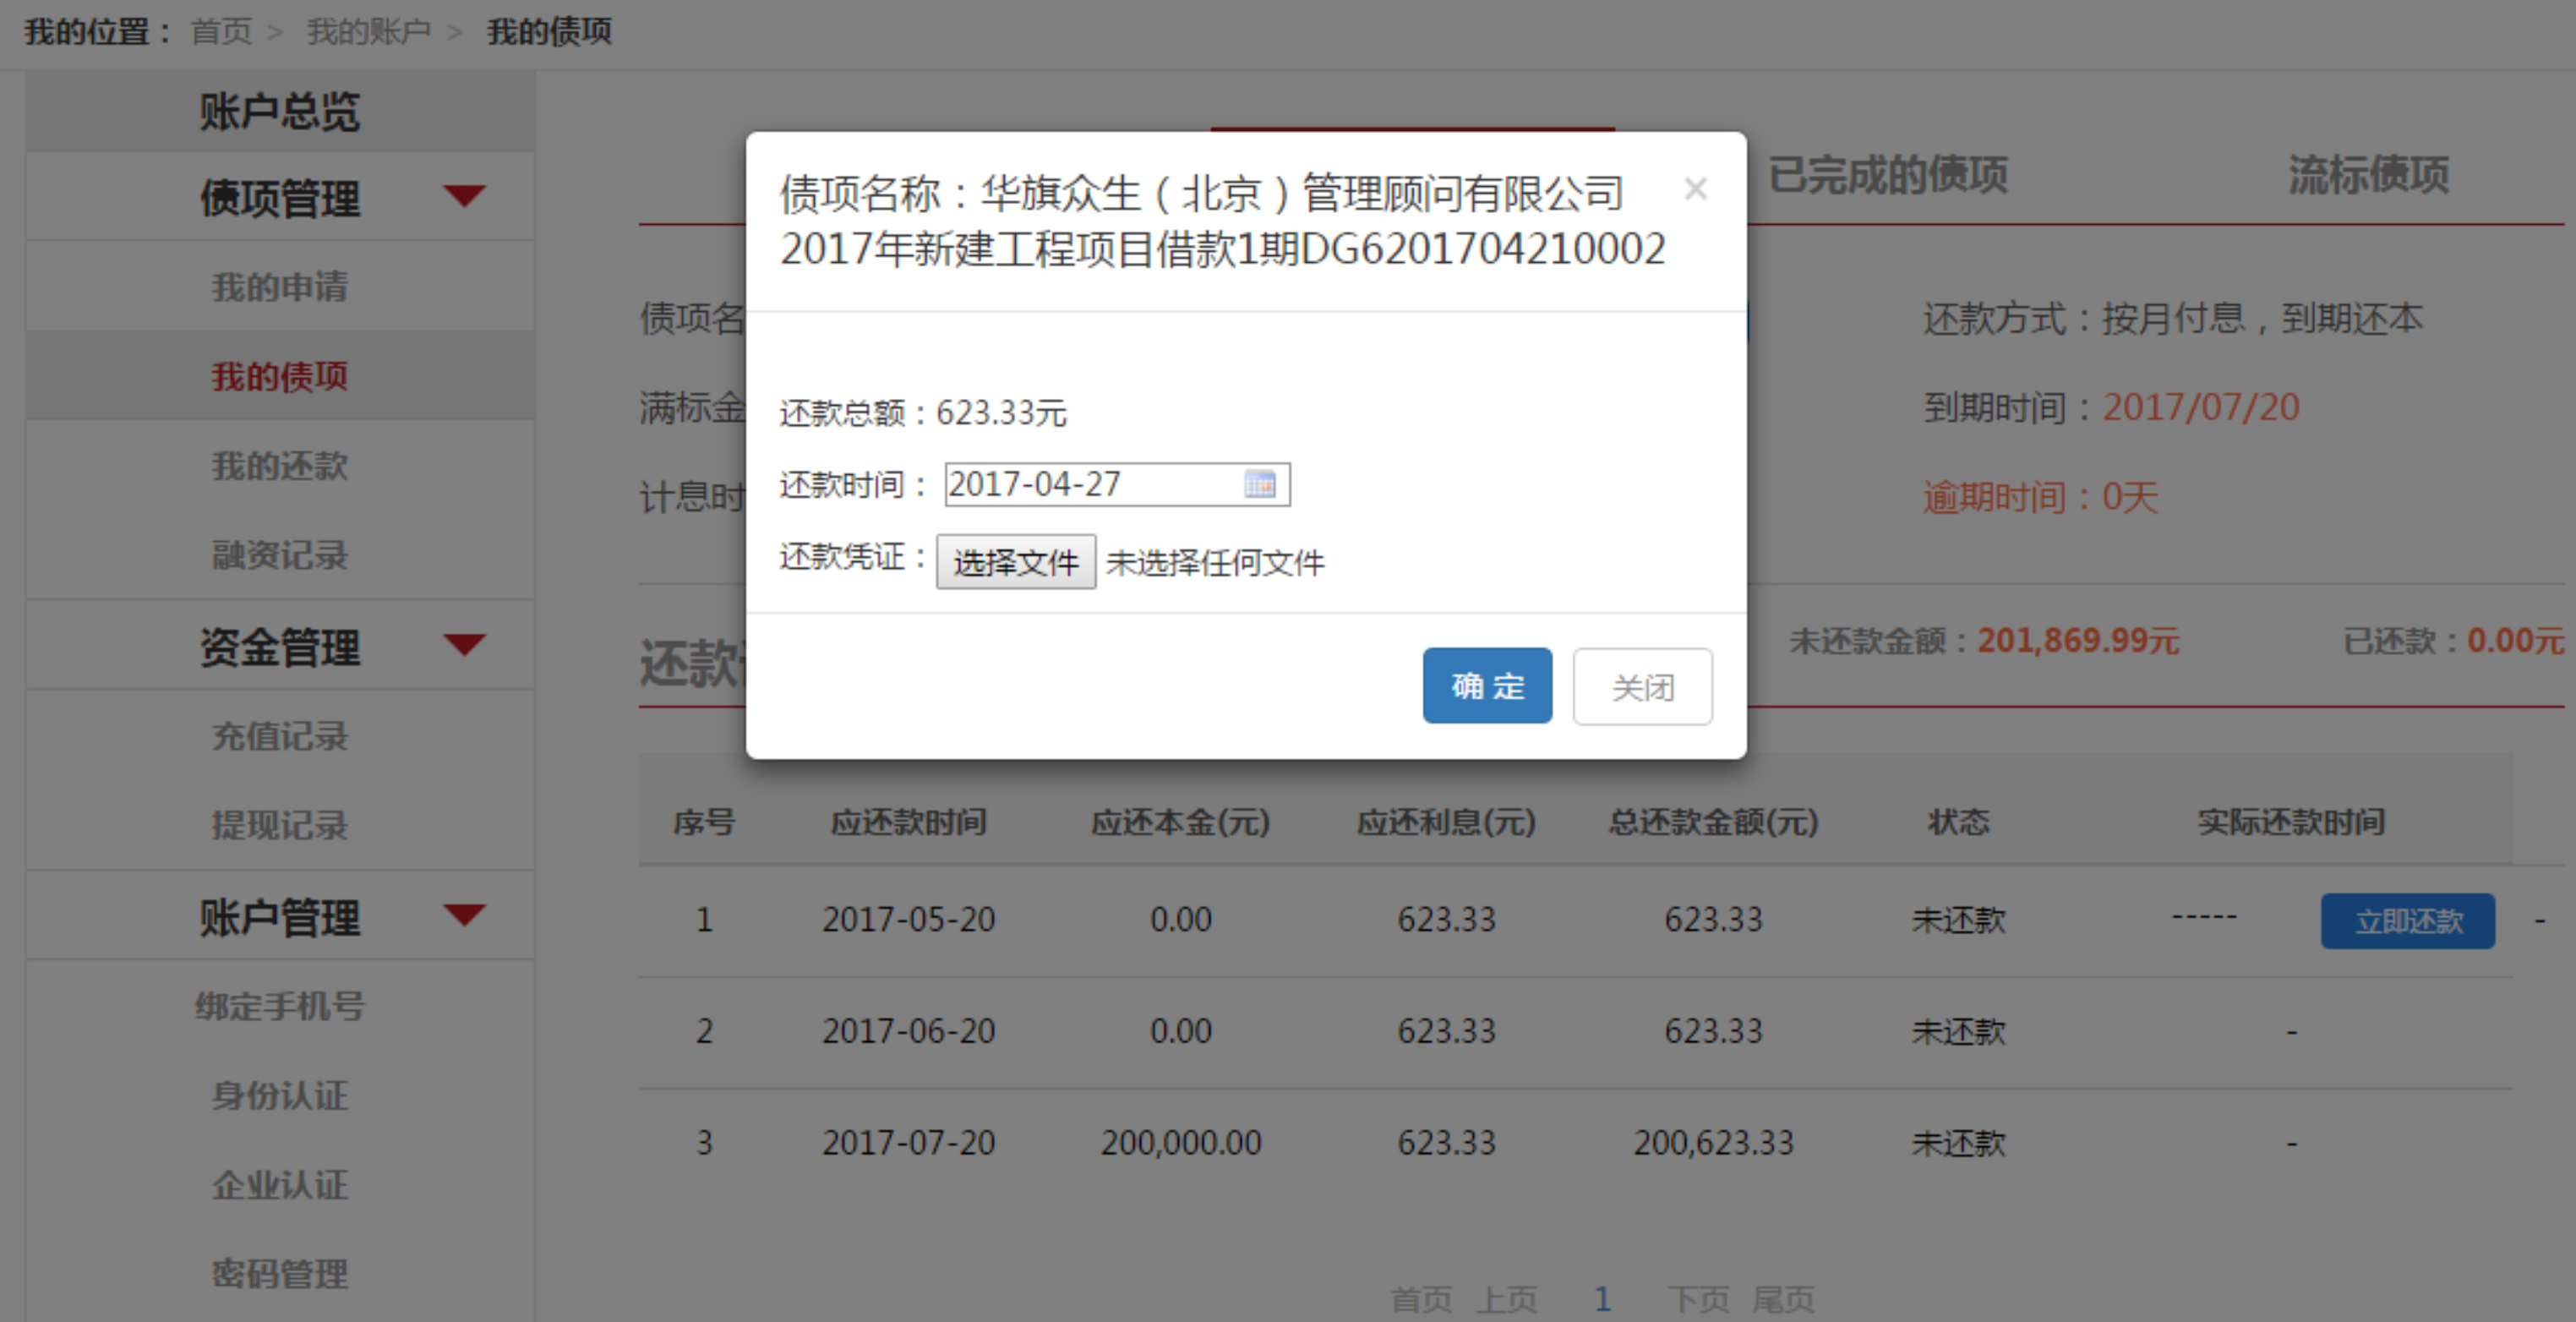 我的位置： 首页 > 我的账户 > 我的债项
账户总览
债项管理
我的申请
我的债项
我的还款
融资记录
资金管理
充值记录
提现记录
账户管理
绑定手机号
身份认证
企业认证
密码管理
已完成的债项 流标债项
债项名称：华旗众生（北京）管理顾问有限公司 ×
2017年新建工程项目借款1期DG6201704210002
还款总额：623.33元
还款时间： 2017-04-27
还款凭证： 选择文件 未选择任何文件
确 定 关闭
债项名 还款方式：按月付息，到期还本
满标金 到期时间：2017/07/20
计息时 逾期时间：0天
还款 未还款金额：201,869.99元 已还款：0.00元
序号 应还款时间 应还本金(元) 应还利息(元) 总还款金额(元) 状态 实际还款时间
1 2017-05-20 0.00 623.33 623.33 未还款 ----- 立即还款 -
2 2017-06-20 0.00 623.33 623.33 未还款 -
3 2017-07-20 200,000.00 623.33 200,623.33 未还款 -
首页 上页 1 下页 尾页